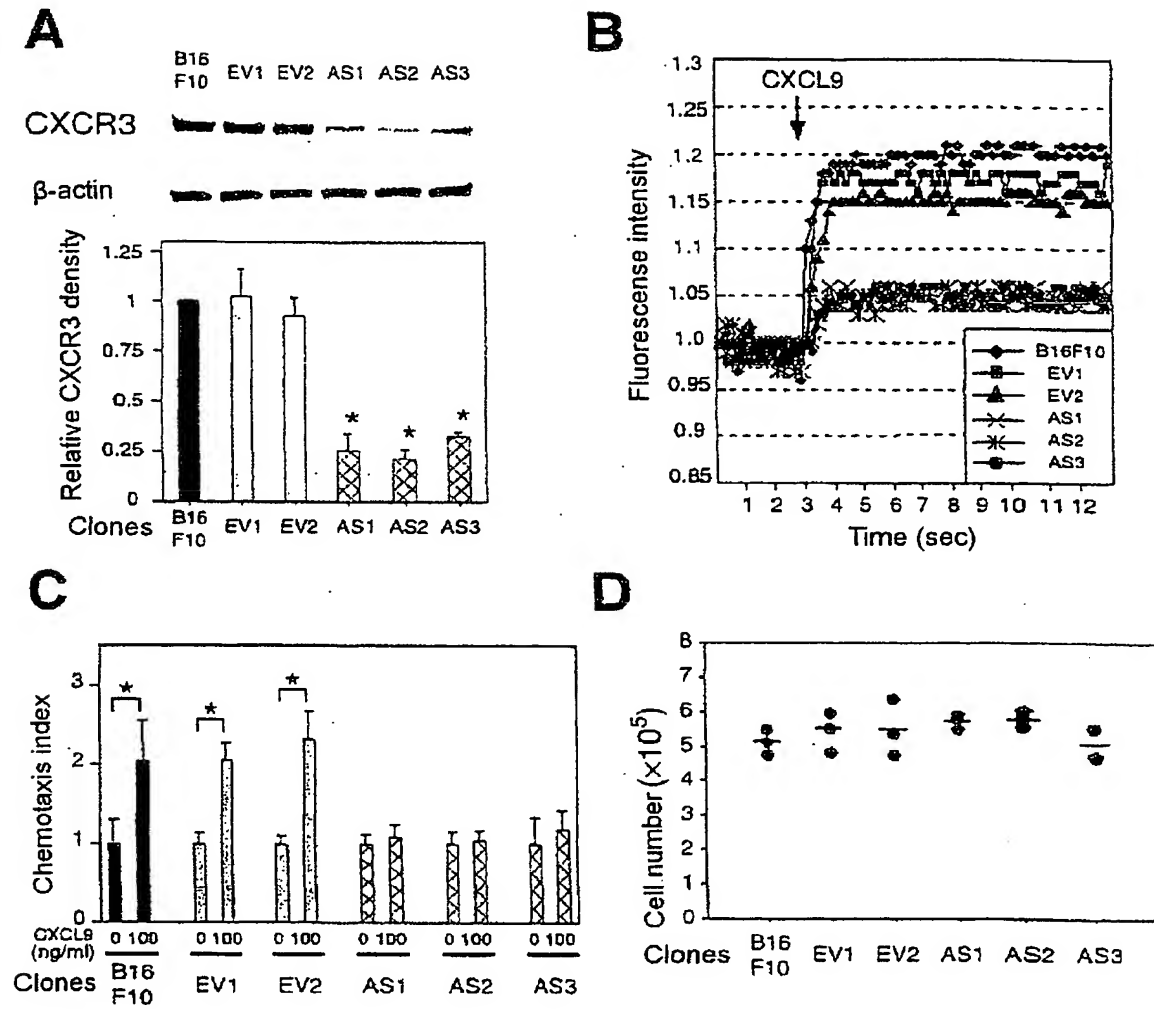 A
B16 F10 EV1 EV2 AS1 AS2 AS3
CXCR3
β-actin
Relative CXCR3 density
1.25
1
0.75
0.5
0.25
0
* * *
Clones B16 F10 EV1 EV2 AS1 AS2 AS3
B
CXCL9
Fluorescense intensity
1.3
1.25
1.2
1.15
1.1
1.05
1.0
0.95
0.9
0.85
B16F10
EV1
EV2
AS1
AS2
AS3
1 2 3 4 5 6 7 8 9 10 11 12
Time (sec)
C
Chemotaxis index
3
2
1
0
* * *
CXCL9 (ng/ml) 0 100 0 100 0 100 0 100 0 100 0 100
Clones B16 F10 EV1 EV2 AS1 AS2 AS3
D
Cell number (×10⁵)
8
7
6
5
4
3
2
1
0
Clones B16 F10 EV1 EV2 AS1 AS2 AS3